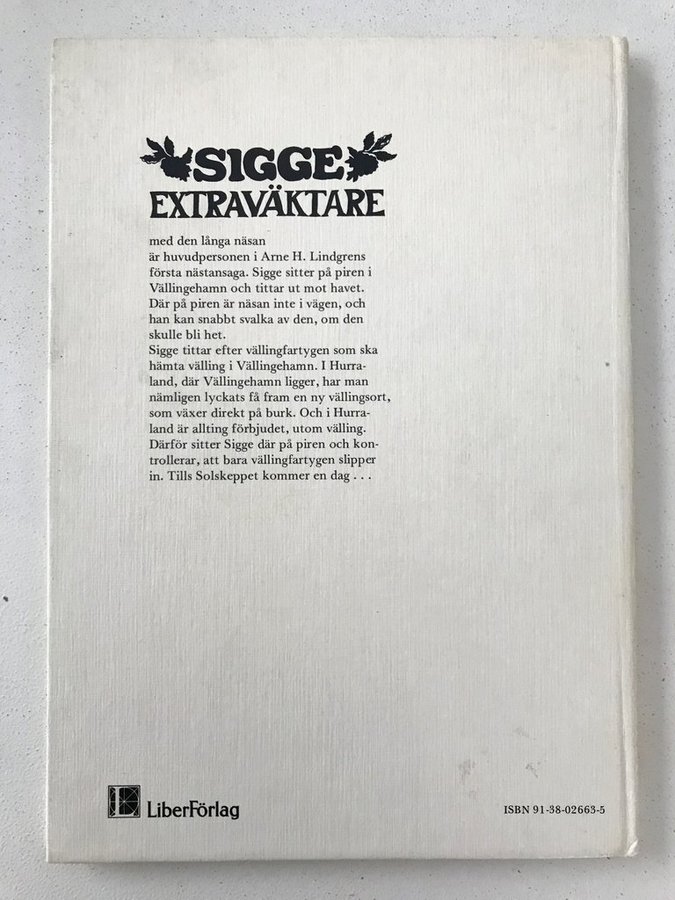 SIGGE
EXTRAVÄKTARE
med den långa näsan
är huvudpersonen i Arne H. Lindgrens
första nästansaga. Sigge sitter på piren i
Vällingehamn och tittar ut mot havet.
Där på piren är näsan inte i vägen, och
han kan snabbt svalka av den, om den
skulle bli het.
Sigge tittar efter vällingfartygen som ska
hämta välling i Vällingehamn. I Hurra-
land, där Vällingehamn ligger, har man
nämligen lyckats få fram en ny vällingsort,
som växer direkt på burk. Och i Hurra-
land är allting förbjudet, utom välling.
Därför sitter Sigge där på piren och kon-
trollerar, att bara vällingfartygen slipper
in. Tills Solskeppet kommer en dag . . .
LiberFörlag
ISBN 91-38-02663-5